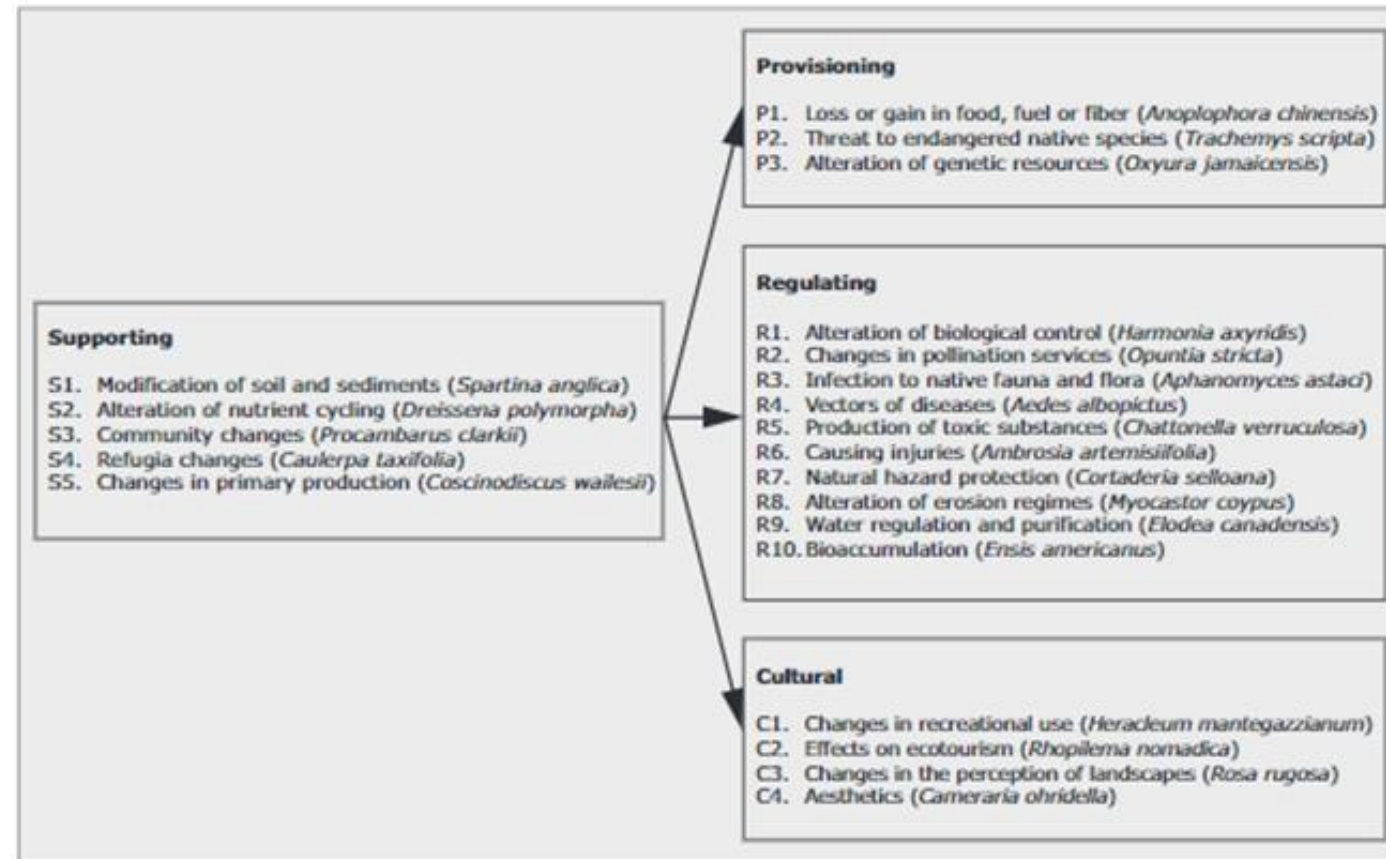 Supporting
S1. Modification of soil and sediments (Spartina anglica)
S2. Alteration of nutrient cycling (Dreissena polymorpha)
S3. Community changes (Procambarus clarkii)
S4. Refugia changes (Caulerpa taxifolia)
S5. Changes in primary production (Coscinodiscus wailesii)
Provisioning
P1. Loss or gain in food, fuel or fiber (Anoplophora chinensis)
P2. Threat to endangered native species (Trachemys scripta)
P3. Alteration of genetic resources (Oxyura jamaicensis)
Regulating
R1. Alteration of biological control (Harmonia axyridis)
R2. Changes in pollination services (Opuntia stricta)
R3. Infection to native fauna and flora (Aphanomyces astaci)
R4. Vectors of diseases (Aedes albopictus)
R5. Production of toxic substances (Chattonella verruculosa)
R6. Causing injuries (Ambrosia artemisiifolia)
R7. Natural hazard protection (Cortaderia selloana)
R8. Alteration of erosion regimes (Myocastor coypus)
R9. Water regulation and purification (Elodea canadensis)
R10. Bioaccumulation (Ensis americanus)
Cultural
C1. Changes in recreational use (Heracleum mantegazzianum)
C2. Effects on ecotourism (Rhopilema nomadica)
C3. Changes in the perception of landscapes (Rosa rugosa)
C4. Aesthetics (Cameraria ohridella)